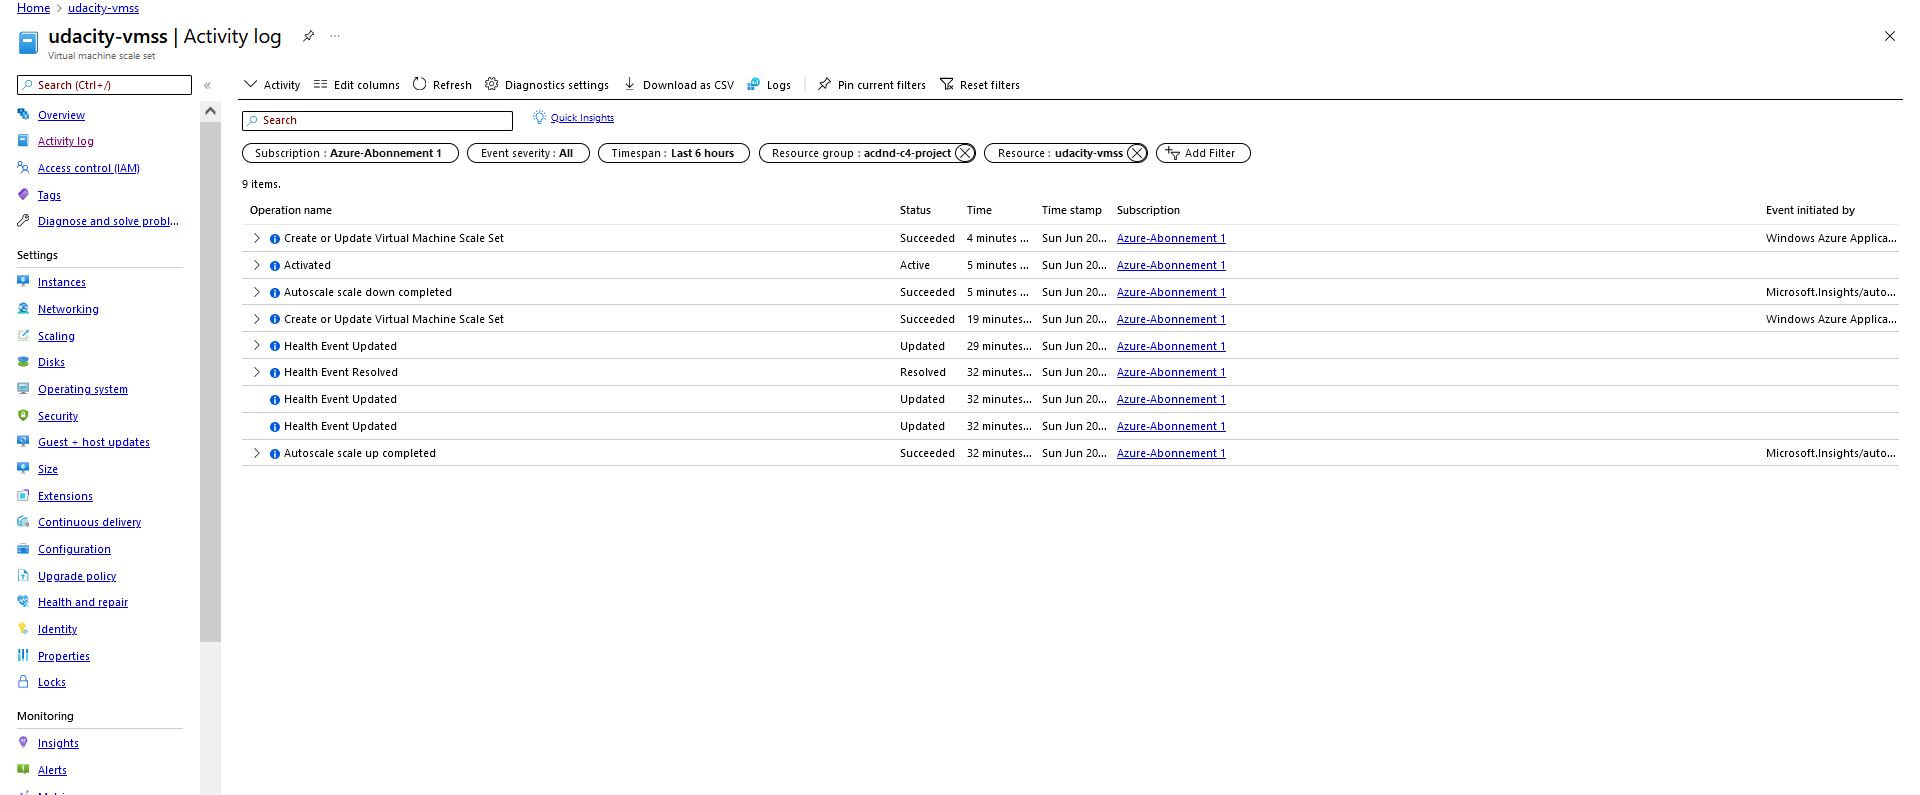 Home > udacity-vmss
udacity-vmss | Activity log ...
Virtual machine scale set
Search (Ctrl+/) «
Activity Edit columns Refresh Diagnostics settings Download as CSV Logs Pin current filters Reset filters
Overview
Activity log
Access control (IAM)
Tags
Diagnose and solve probl...
Settings
Instances
Networking
Scaling
Disks
Operating system
Security
Guest + host updates
Size
Extensions
Continuous delivery
Configuration
Upgrade policy
Health and repair
Identity
Properties
Locks
Monitoring
Insights
Alerts
Search Quick Insights
Subscription : Azure-Abonnement 1 Event severity : All Timespan : Last 6 hours Resource group : acdnd-c4-project Resource : udacity-vmss Add Filter
9 items.
Operation name Status Time Time stamp Subscription Event initiated by
Create or Update Virtual Machine Scale Set Succeeded 4 minutes ... Sun Jun 20... Azure-Abonnement 1 Windows Azure Applica...
Activated Active 5 minutes ... Sun Jun 20... Azure-Abonnement 1
Autoscale scale down completed Succeeded 5 minutes ... Sun Jun 20... Azure-Abonnement 1 Microsoft.Insights/auto...
Create or Update Virtual Machine Scale Set Succeeded 19 minutes... Sun Jun 20... Azure-Abonnement 1 Windows Azure Applica...
Health Event Updated Updated 29 minutes... Sun Jun 20... Azure-Abonnement 1
Health Event Resolved Resolved 32 minutes... Sun Jun 20... Azure-Abonnement 1
Health Event Updated Updated 32 minutes... Sun Jun 20... Azure-Abonnement 1
Health Event Updated Updated 32 minutes... Sun Jun 20... Azure-Abonnement 1
Autoscale scale up completed Succeeded 32 minutes... Sun Jun 20... Azure-Abonnement 1 Microsoft.Insights/auto...